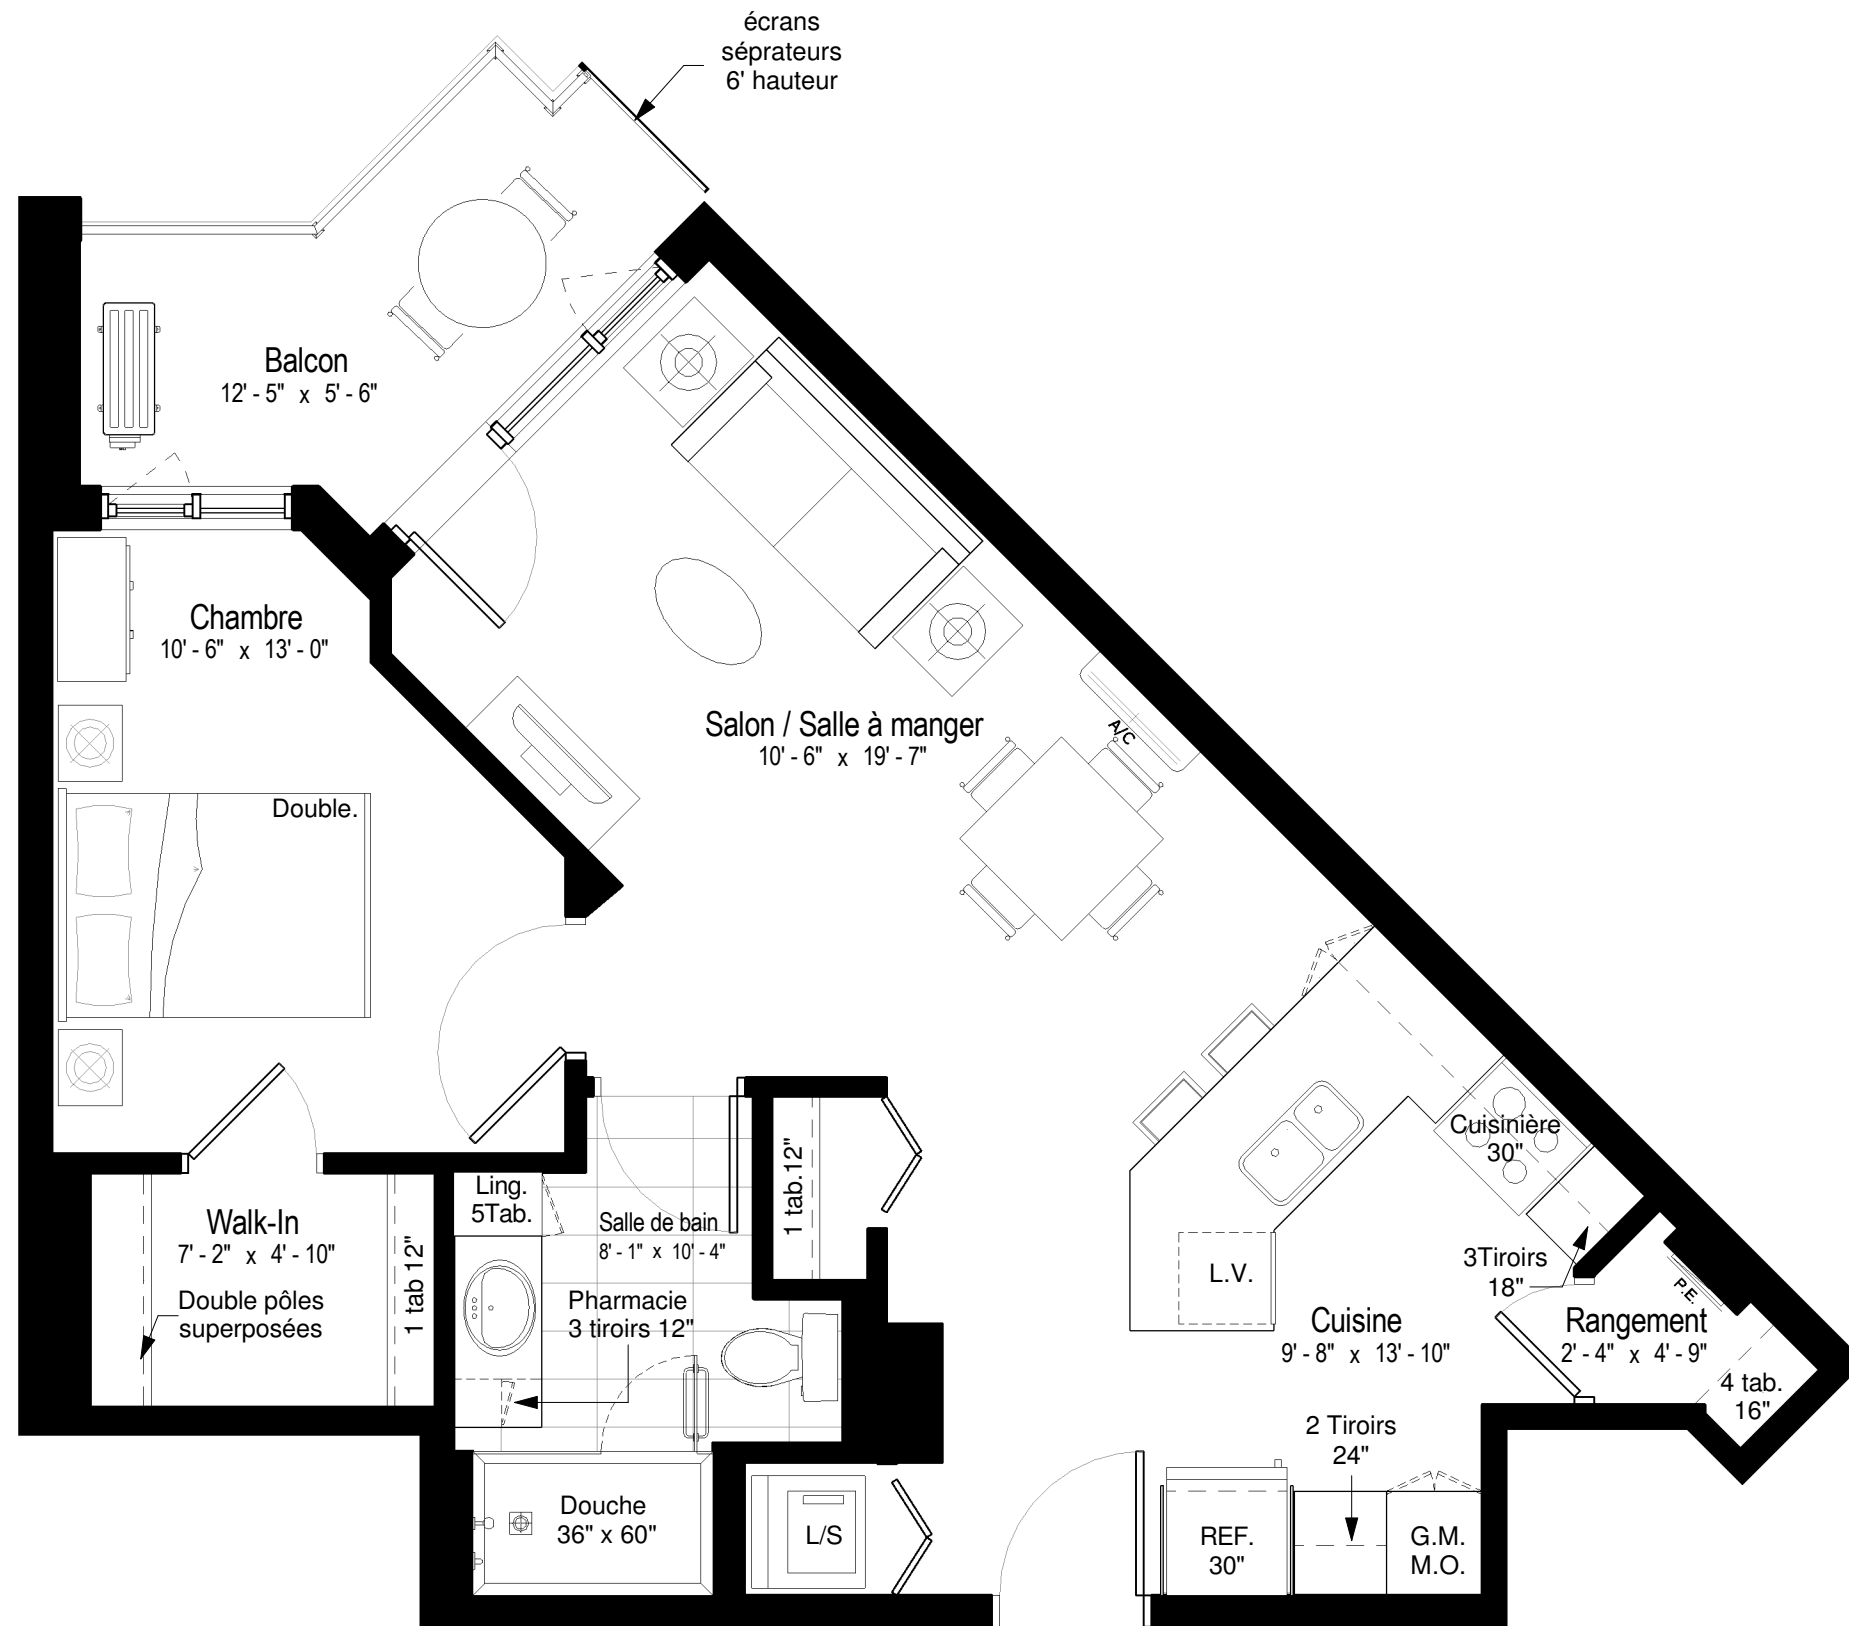 écrans
séprateurs
6' hauteur
Balcon
12' - 5" x 5' - 6"
Chambre
10' - 6" x 13' - 0"
Salon / Salle à manger
10' - 6" x 19' - 7"
A/C
Double.
Cuisinière
30"
Ling.
5Tab.
Salle de bain
8' - 1" x 10' - 4"
1 tab.12"
Walk-In
7' - 2" x 4' - 10"
1 tab 12"
Double pôles
superposées
Pharmacie
3 tiroirs 12"
L.V.
3Tiroirs
18"
P.E.
Cuisine
9' - 8" x 13' - 10"
Rangement
2' - 4" x 4' - 9"
4 tab.
16"
2 Tiroirs
24"
Douche
36" x 60"
L/S
REF.
30"
G.M.
M.O.